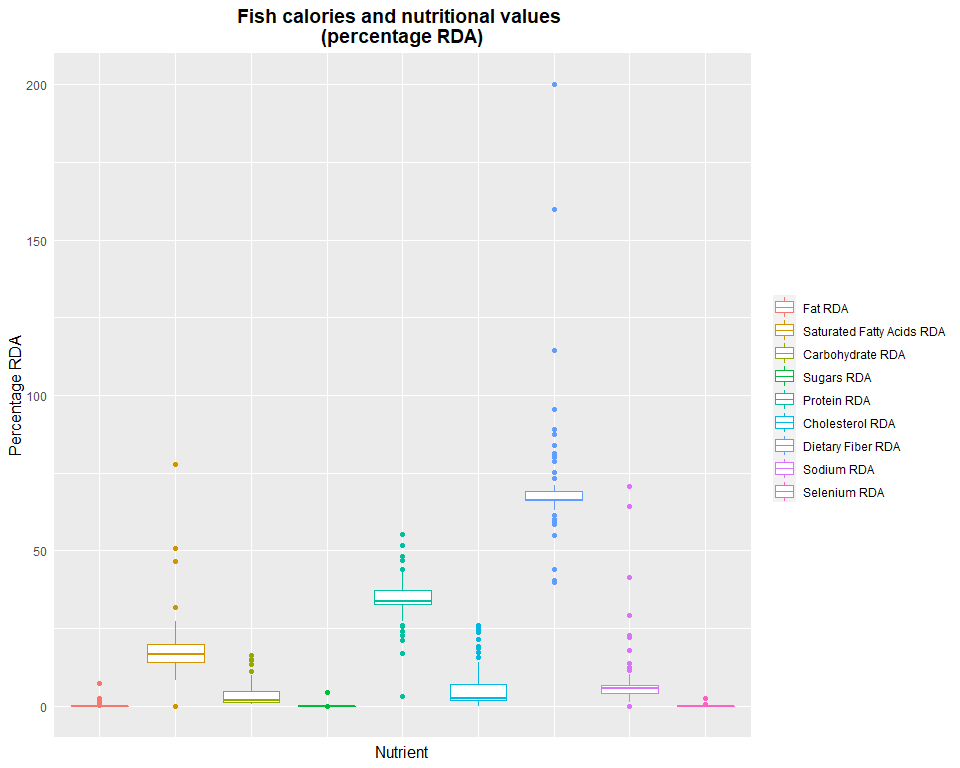 Fish calories and nutritional values
(percentage RDA)
200
150
100
50
0
Percentage RDA
Nutrient
Fat RDA
Saturated Fatty Acids RDA
Carbohydrate RDA
Sugars RDA
Protein RDA
Cholesterol RDA
Dietary Fiber RDA
Sodium RDA
Selenium RDA